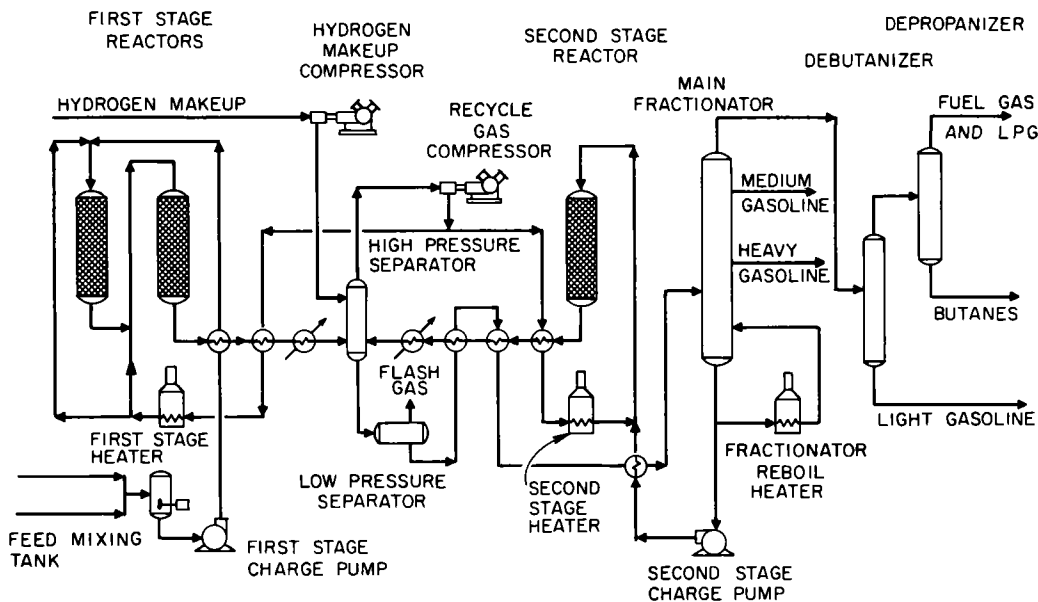 FIRST STAGE
REACTORS
HYDROGEN
MAKEUP
COMPRESSOR
SECOND STAGE
REACTOR
DEPROPANIZER
DEBUTANIZER
MAIN
FRACTIONATOR
HYDROGEN MAKEUP
RECYCLE
GAS
COMPRESSOR
FUEL GAS
AND LPG
MEDIUM
GASOLINE
HIGH PRESSURE
SEPARATOR
HEAVY
GASOLINE
BUTANES
FLASH
GAS
LIGHT GASOLINE
FIRST STAGE
HEATER
LOW PRESSURE
SEPARATOR
SECOND
STAGE
HEATER
FRACTIONATOR
REBOIL
HEATER
FEED MIXING
TANK
FIRST STAGE
CHARGE PUMP
SECOND STAGE
CHARGE PUMP